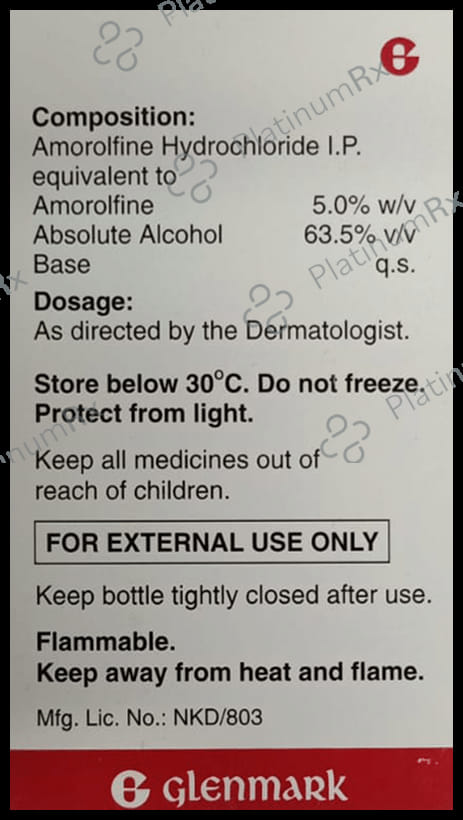 Composition:
Amorolfine Hydrochloride I.P.
equivalent to
Amorolfine 5.0% w/v
Absolute Alcohol 63.5% v/v
Base q.s.
Dosage:
As directed by the Dermatologist.
Store below 30°C. Do not freeze.
Protect from light.
Keep all medicines out of
reach of children.
FOR EXTERNAL USE ONLY
Keep bottle tightly closed after use.
Flammable.
Keep away from heat and flame.
Mfg. Lic. No.: NKD/803
glenmark
PlatinumRx
PlatinumRx